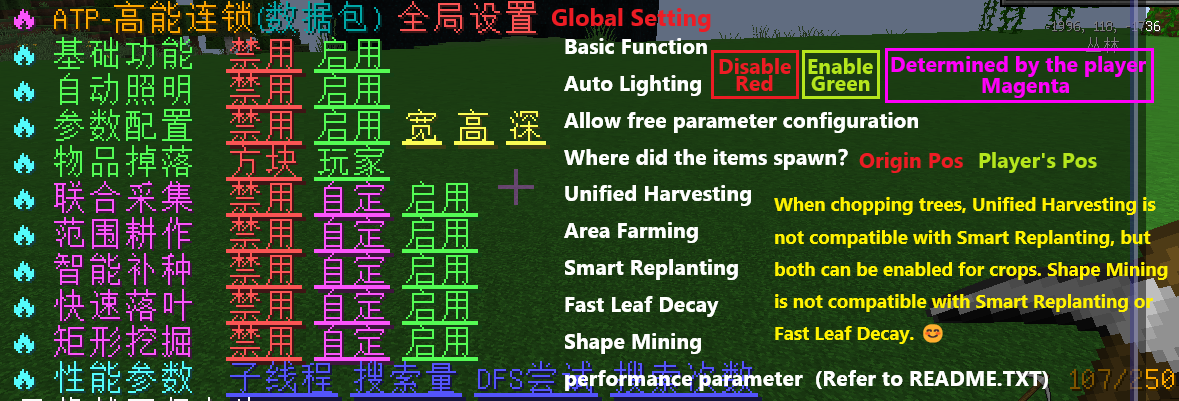 ATP-高能连锁(数据包) 全局设置 Global Setting
1996, 118, 1736
丛林
基础功能 禁用 启用 Basic Function
自动照明 禁用 启用 Auto Lighting
Disable Red
Enable Green
Determined by the player Magenta
参数配置 禁用 启用 宽 高 深 Allow free parameter configuration
物品掉落 方块 玩家 Where did the items spawn? Origin Pos Player's Pos
联合采集 禁用 自定 启用 Unified Harvesting
范围耕作 禁用 自定 启用 Area Farming
智能补种 禁用 自定 启用 Smart Replanting
快速落叶 禁用 自定 启用 Fast Leaf Decay
矩形挖掘 禁用 自定 启用 Shape Mining
When chopping trees, Unified Harvesting is
not compatible with Smart Replanting, but
both can be enabled for crops. Shape Mining
is not compatible with Smart Replanting or
Fast Leaf Decay. 😊
性能参数 子线程 搜索量 DFS尝试 搜索次数 performance parameter (Refer to README.TXT) 107/250